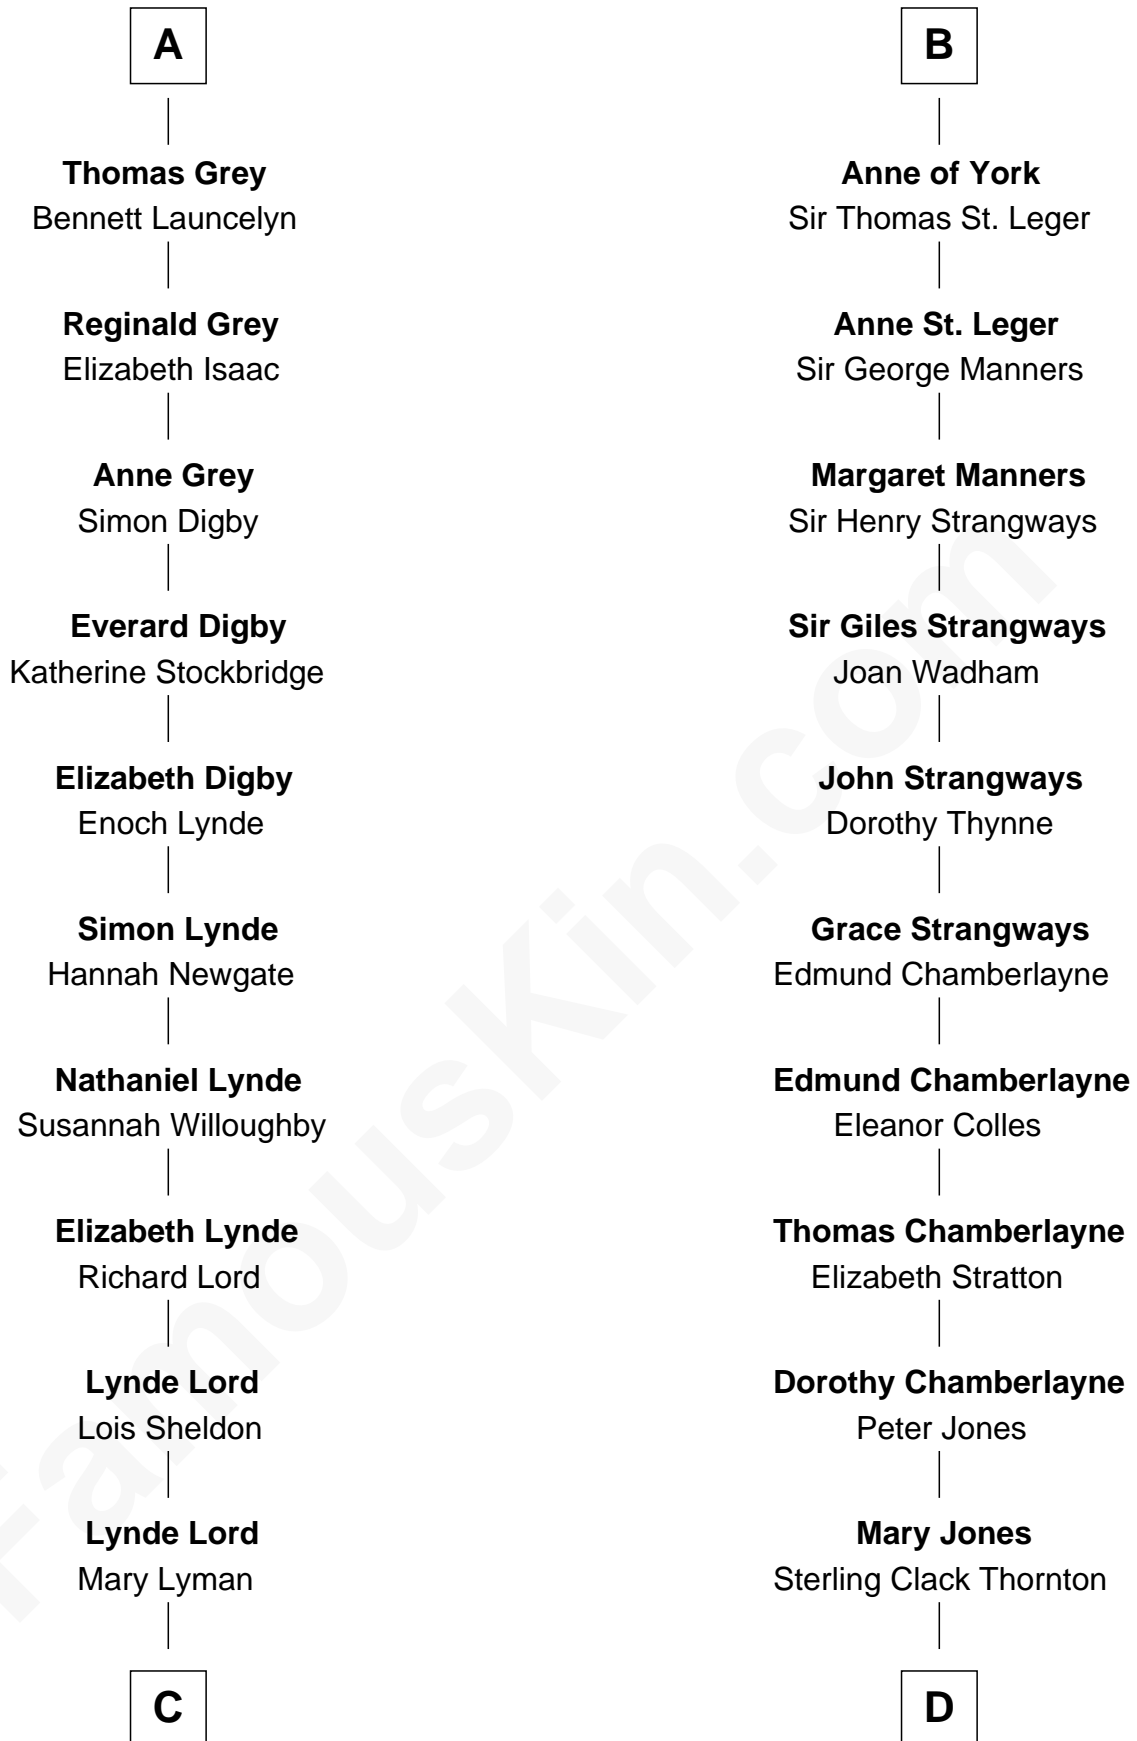 A
Thomas Grey
Bennett Launcelyn
Reginald Grey
Elizabeth Isaac
Anne Grey
Simon Digby
Everard Digby
Katherine Stockbridge
Elizabeth Digby
Enoch Lynde
Simon Lynde
Hannah Newgate
Nathaniel Lynde
Susannah Willoughby
Elizabeth Lynde
Richard Lord
Lynde Lord
Lois Sheldon
Lynde Lord
Mary Lyman
C
B
Anne of York
Sir Thomas St. Leger
Anne St. Leger
Sir George Manners
Margaret Manners
Sir Henry Strangways
Sir Giles Strangways
Joan Wadham
John Strangways
Dorothy Thynne
Grace Strangways
Edmund Chamberlayne
Edmund Chamberlayne
Eleanor Colles
Thomas Chamberlayne
Elizabeth Stratton
Dorothy Chamberlayne
Peter Jones
Mary Jones
Sterling Clack Thornton
D
FamousKin.com